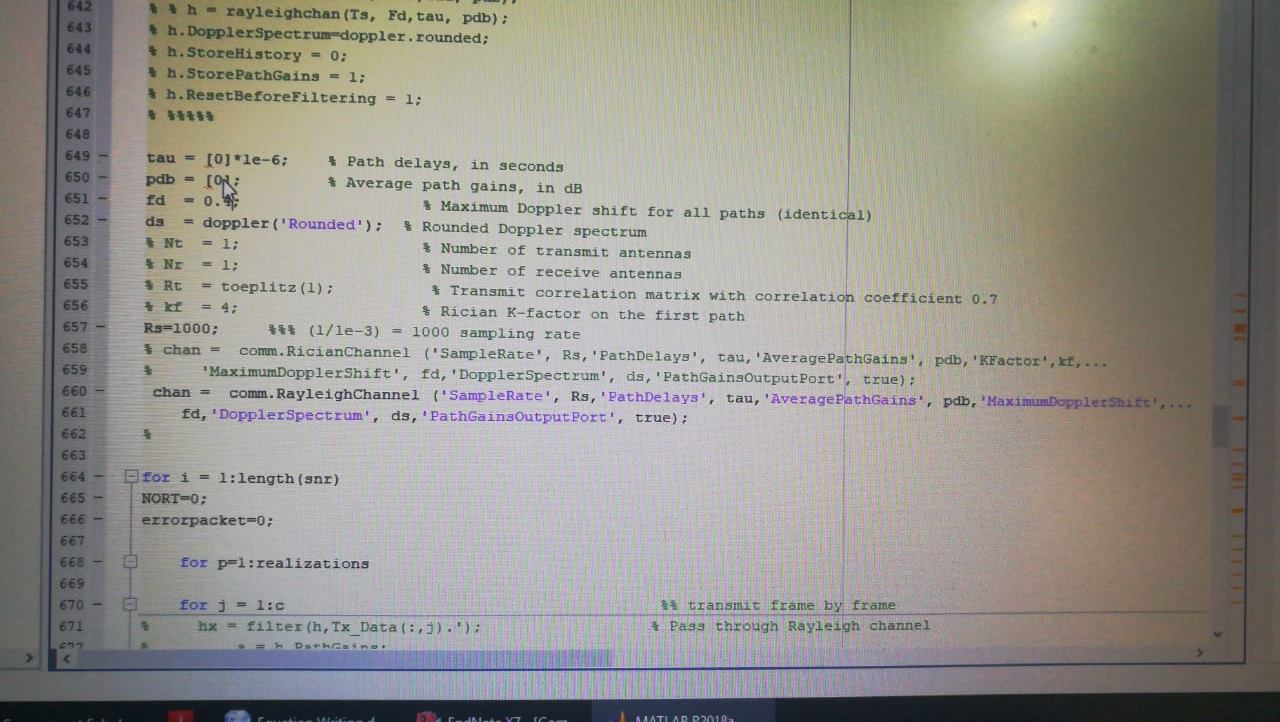 642 % % h = rayleighchan(Ts, Fd,tau, pdb);
643 % h.DopplerSpectrum=doppler.rounded;
644 % h.StoreHistory = 0;
645 % h.StorePathGains = 1;
646 % h.ResetBeforeFiltering = 1;
647 % %%%%%
648
649 – tau = [0]*1e-6; % Path delays, in seconds
650 – pdb = [0]; % Average path gains, in dB
651 – fd = % Maximum Doppler shift for all paths (identical)
652 – ds = doppler('Rounded'); % Rounded Doppler spectrum
653 % Nt = 1; % Number of transmit antennas
654 % Nr = 1; % Number of receive antennas
655 % Rt = toeplitz(1); % Transmit correlation matrix with correlation coefficient 0.7
656 % kf = 4; % Rician K-factor on the first path
657 – Rs=1000; %%% (1/1e-3) = 1000 sampling rate
658 % chan = comm.RicianChannel ('SampleRate', Rs,'PathDelays', tau,'AveragePathGains', pdb,'KFactor',kf,...
659 % 'MaximumDopplerShift', fd,'DopplerSpectrum', ds,'PathGainsOutputPort', true);
660 – chan = comm.RayleighChannel ('SampleRate', Rs,'PathDelays', tau,'AveragePathGains', pdb,'MaximumDopplerShift',...
661 fd,'DopplerSpectrum', ds,'PathGainsOutputPort', true);
662 %
663
664 – for i = 1:length(snr)
665 – NORT=0;
666 – errorpacket=0;
667
668 – for p=1:realizations
669
670 – for j = 1:c %% transmit frame by frame
671 % hx = filter(h,Tx_Data(:,j).'); % Pass through Rayleigh channel
672 % = h.PathGains;
EndNote X7 - MATLAB R2018a